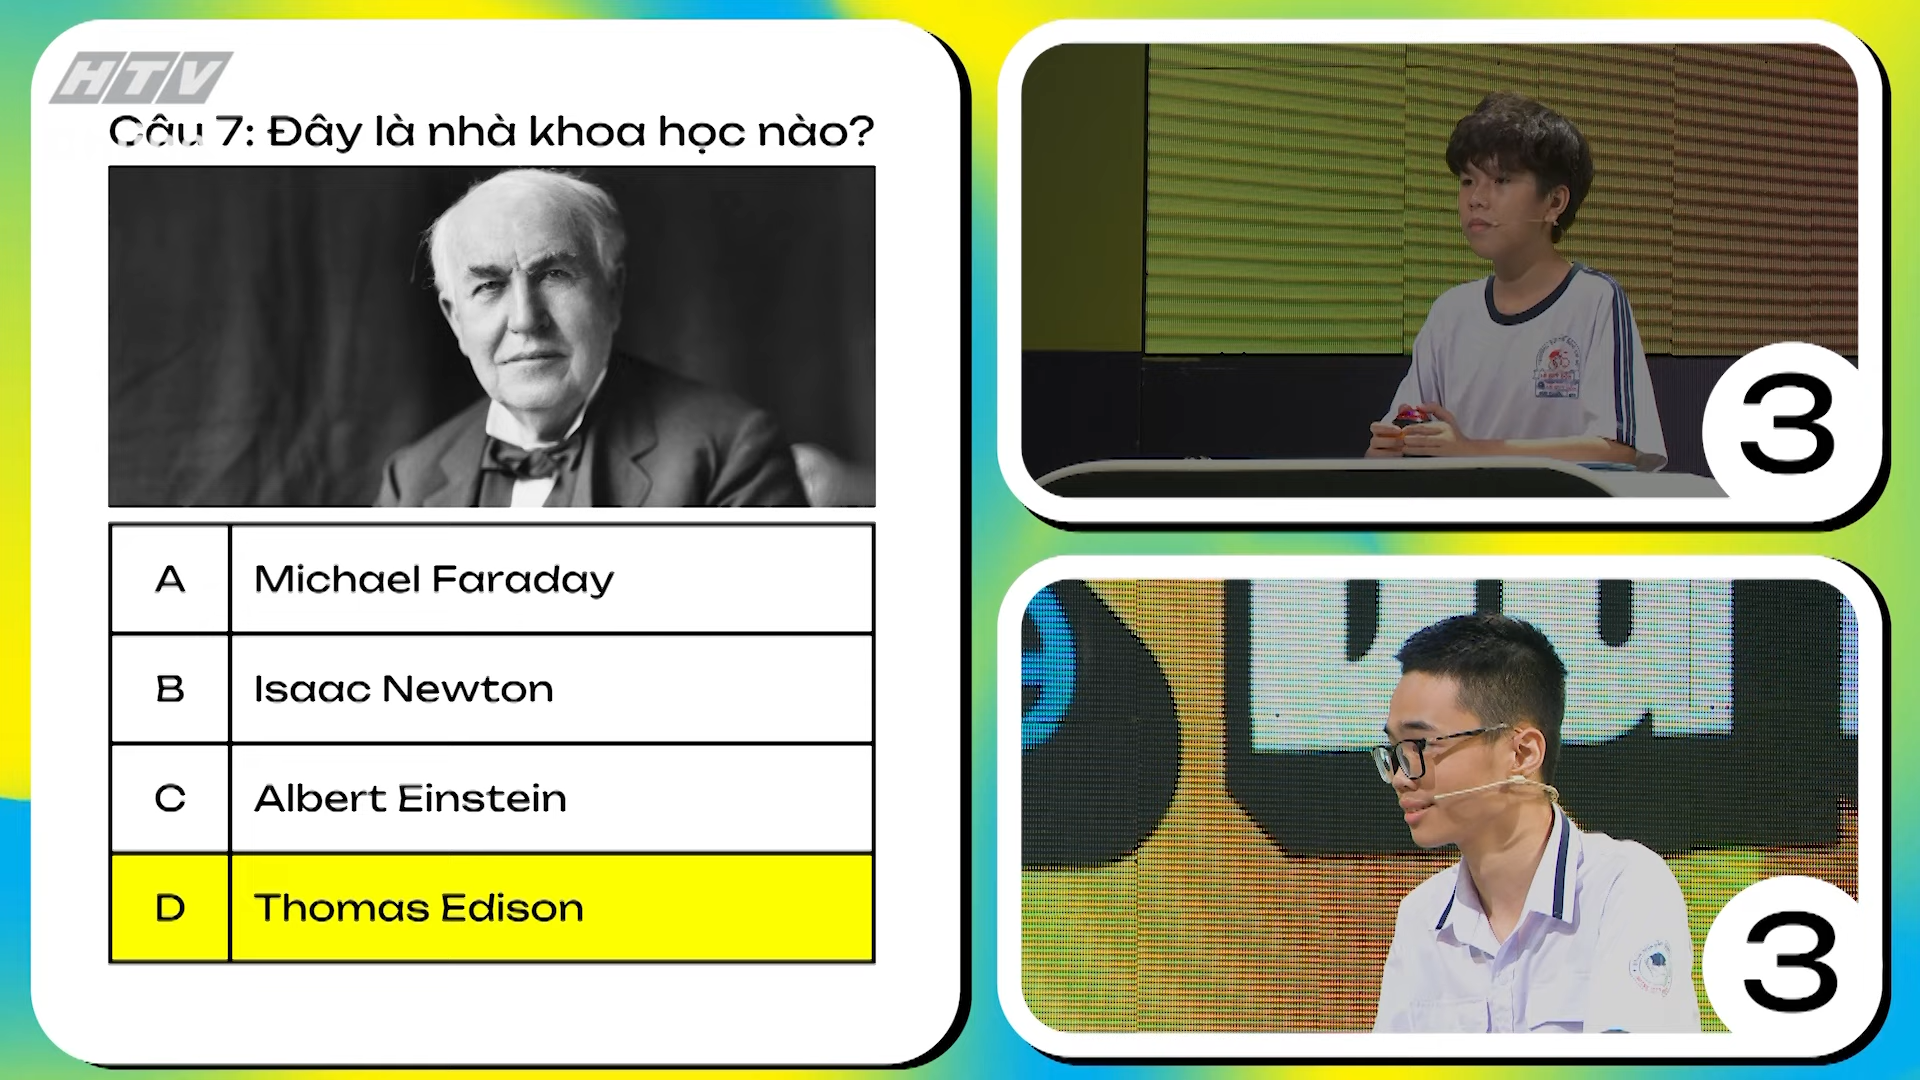 HTV
Câu 7: Đây là nhà khoa học nào?
A Michael Faraday
B Isaac Newton
C Albert Einstein
D Thomas Edison
3
3